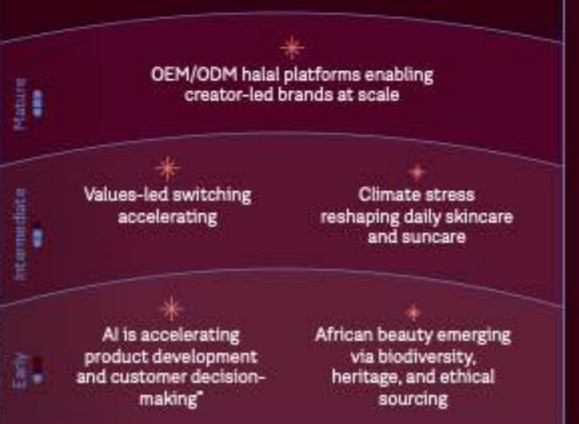 Mature
OEM/ODM halal platforms enabling
creator-led brands at scale
Intermediate
Values-led switching
accelerating
Climate stress
reshaping daily skincare
and suncare
Early
AI is accelerating
product development
and customer decision-
making"
African beauty emerging
via biodiversity,
heritage, and ethical
sourcing